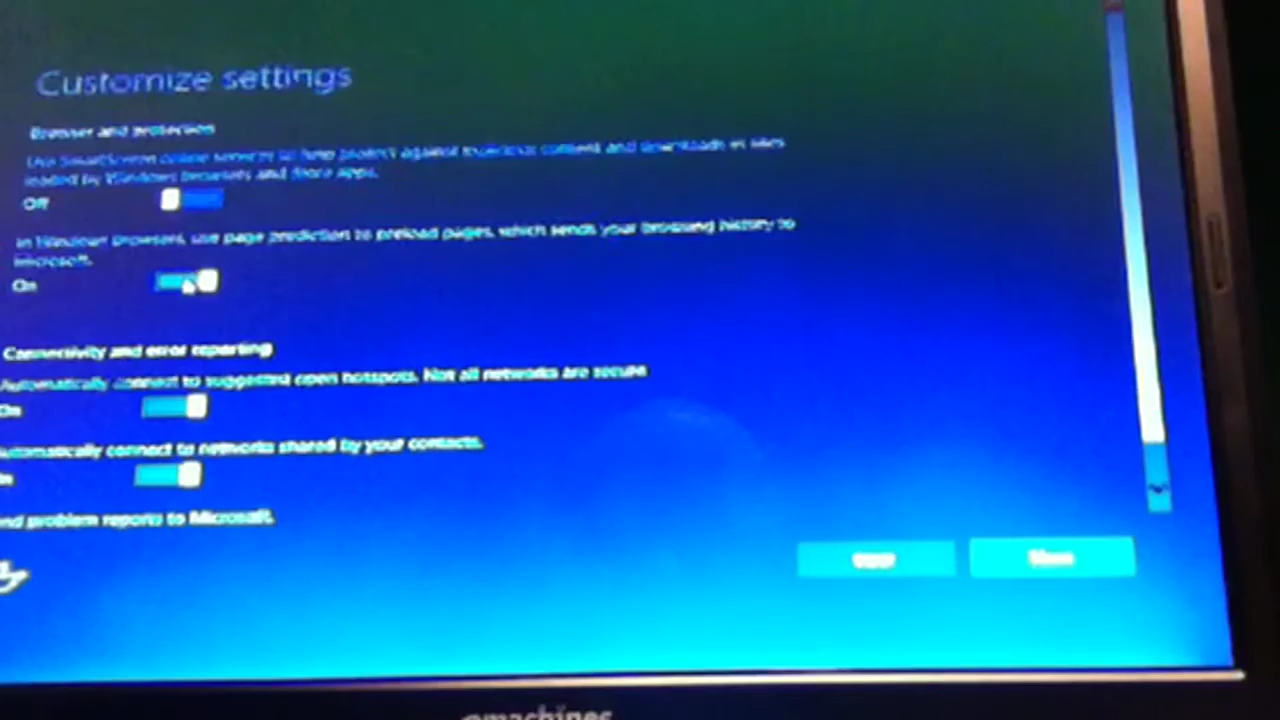 Customize settings
Browser and protection
Use SmartScreen online services to help protect against malicious content and downloads in sites
loaded by Windows browsers and Store apps.
Off
In Windows browsers, use page prediction to preload pages, which sends your browsing history to
Microsoft.
On
Connectivity and error reporting
Automatically connect to suggested open hotspots. Not all networks are secure
On
Automatically connect to networks shared by your contacts.
On
nd problem reports to Microsoft.
emachines